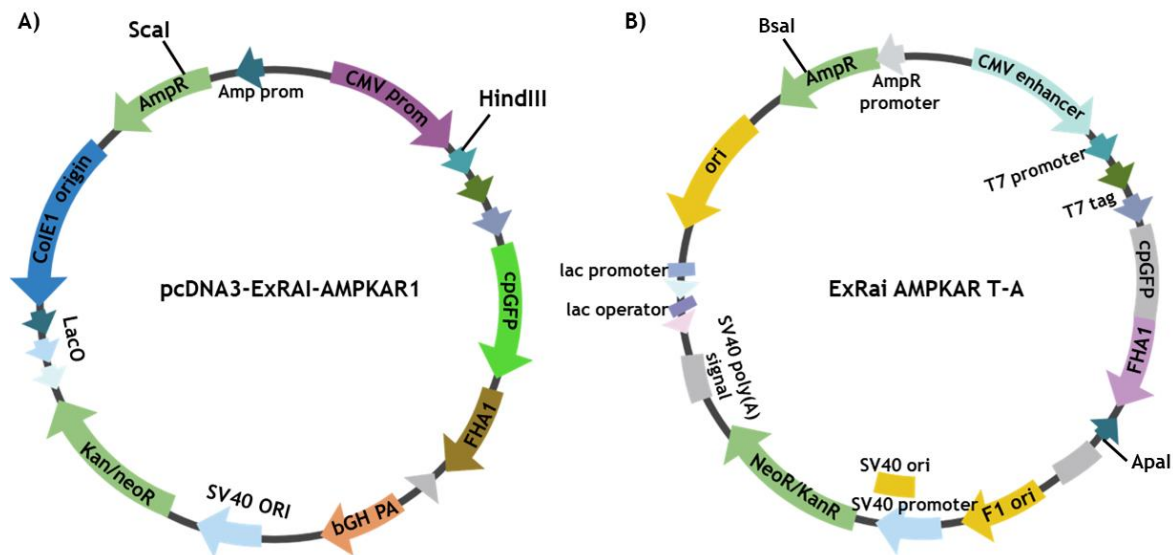 A)
ScaI
AmpR
Amp prom
CMV prom
HindIII
ColE1 origin
cpGFP
pcDNA3-ExRAI-AMPKAR1
LacO
FHA1
Kan/neoR
SV40 ORI
bGH PA
B)
BsaI
AmpR
AmpR
promoter
CMV enhancer
ori
T7 promoter
T7 tag
cpGFP
lac promoter
ExRai AMPKAR T-A
lac operator
FHA1
SV40 poly(A)
signal
ApaI
NeoR/KanR
SV40 ori
SV40 promoter
F1 ori